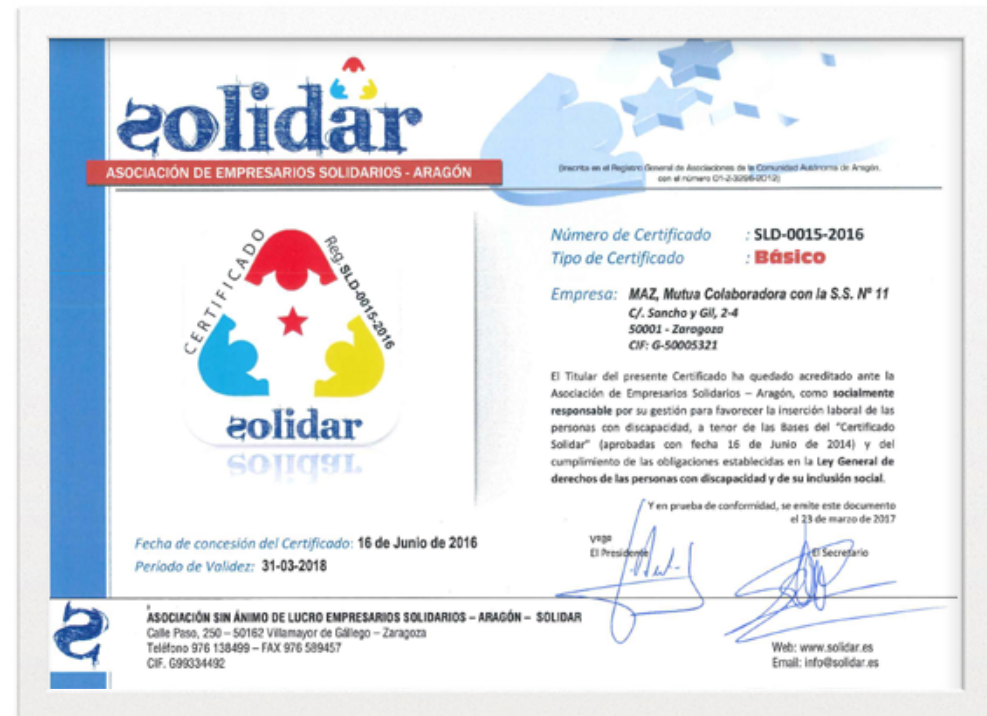 solidar
ASOCIACIÓN DE EMPRESARIOS SOLIDARIOS - ARAGÓN
(Inscrita en el Registro General de Asociaciones de la Comunidad Autónoma de Aragón,
con el número 01-Z-3296-2012)
CERTIFICADO
Reg. SLD-0015-2016
solidar
Número de Certificado : SLD-0015-2016
Tipo de Certificado : Básico
Empresa: MAZ, Mutua Colaboradora con la S.S. Nº 11
C/. Sancho y Gil, 2-4
50001 - Zaragoza
CIF: G-50005321
El Titular del presente Certificado ha quedado acreditado ante la
Asociación de Empresarios Solidarios – Aragón, como socialmente
responsable por su gestión para favorecer la inserción laboral de las
personas con discapacidad, a tenor de las Bases del "Certificado
Solidar" (aprobadas con fecha 16 de Junio de 2014) y del
cumplimiento de las obligaciones establecidas en la Ley General de
derechos de las personas con discapacidad y de su inclusión social.
Y en prueba de conformidad, se emite este documento
el 23 de marzo de 2017
VºBº
El Presidente
El Secretario
Fecha de concesión del Certificado: 16 de Junio de 2016
Periodo de Validez: 31-03-2018
ASOCIACIÓN SIN ÁNIMO DE LUCRO EMPRESARIOS SOLIDARIOS – ARAGÓN – SOLIDAR
Calle Paso, 250 – 50162 Villamayor de Gállego – Zaragoza
Teléfono 976 138499 – FAX 976 589457
CIF. G99334492
Web: www.solidar.es
Email: info@solidar.es